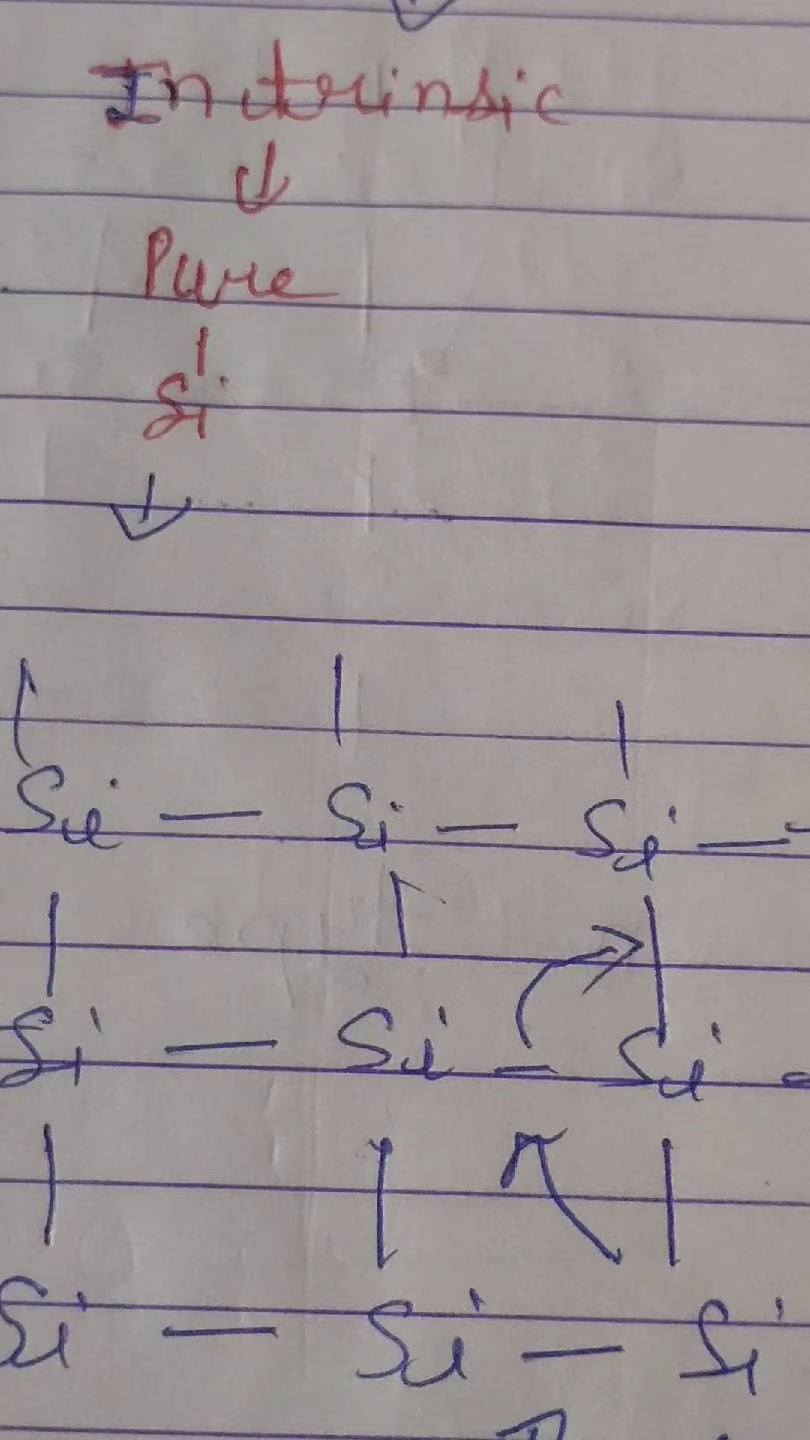 Intrinsic
Pure
Si
Si — Si — Si —
Si — Si — Si
Si — Si — Si